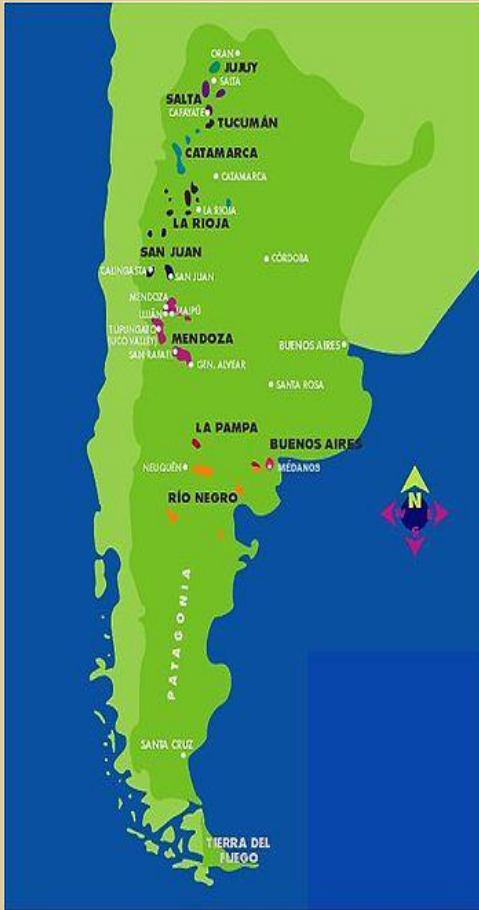 ORAN
JUJUY
SALTA
SALTA
CAFAYATE
TUCUMÁN
CATAMARCA
CATAMARCA
LA RIOJA
LA RIOJA
SAN JUAN
CÓRDOBA
CALINGASTA
SAN JUAN
MENDOZA
LUJÁN
MAIPÚ
TUPUNGATO
(UCO VALLEY)
MENDOZA
BUENOS AIRES
SAN RAFAEL
GEN. ALVEAR
SANTA ROSA
LA PAMPA
BUENOS AIRES
NEUQUÉN
MÉDANOS
RÍO NEGRO
N
PATAGONIA
SANTA CRUZ
TIERRA DEL
FUEGO